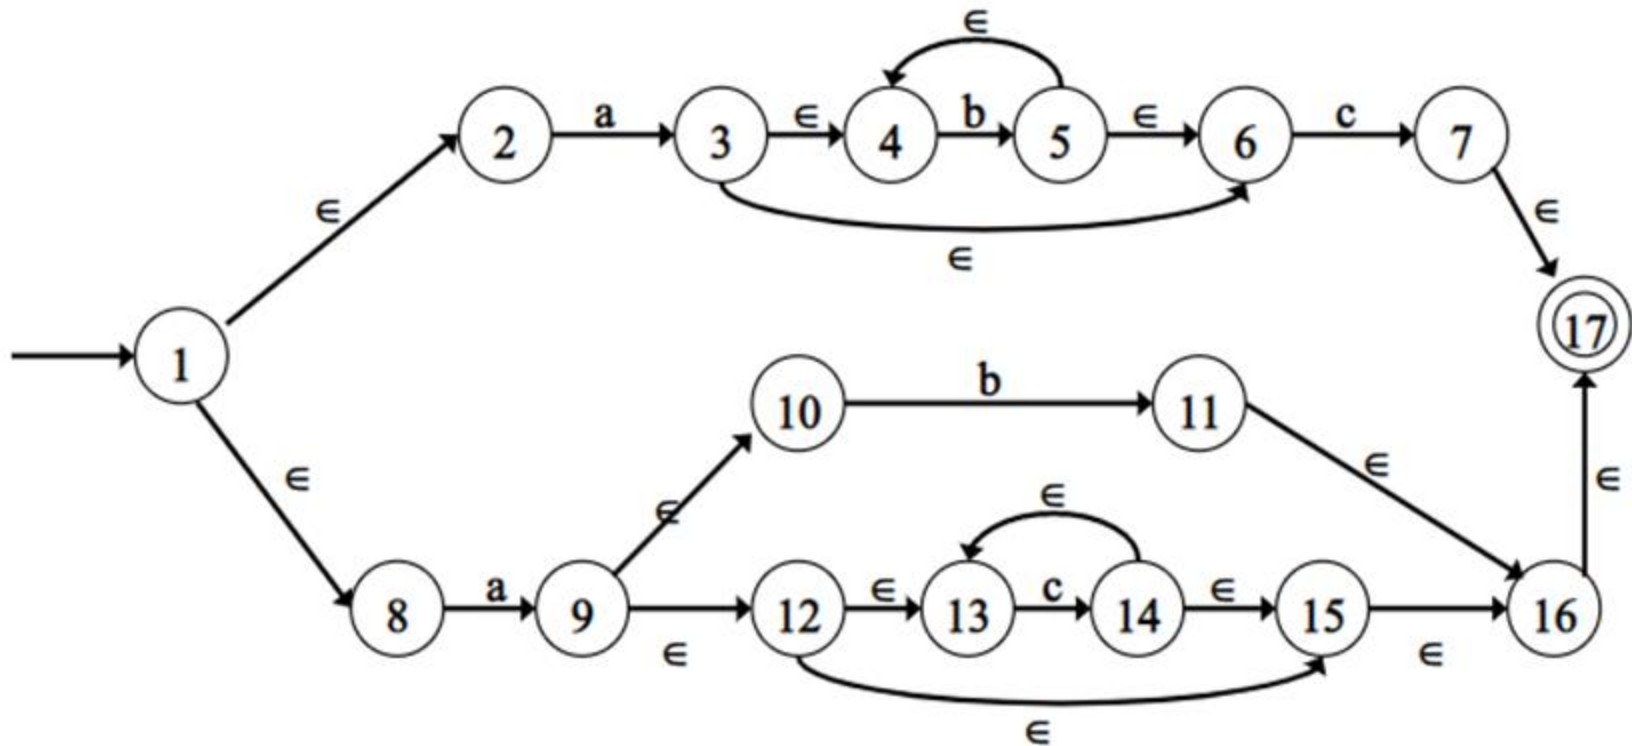 ∈
2 a 3 ∈ 4 b 5 ∈ 6 c 7
∈ ∈
∈
17
1
10 b 11
∈ ∈ ∈
∈ ∈
8 a 9 12 ∈ 13 c 14 ∈ 15 16
∈ ∈
∈